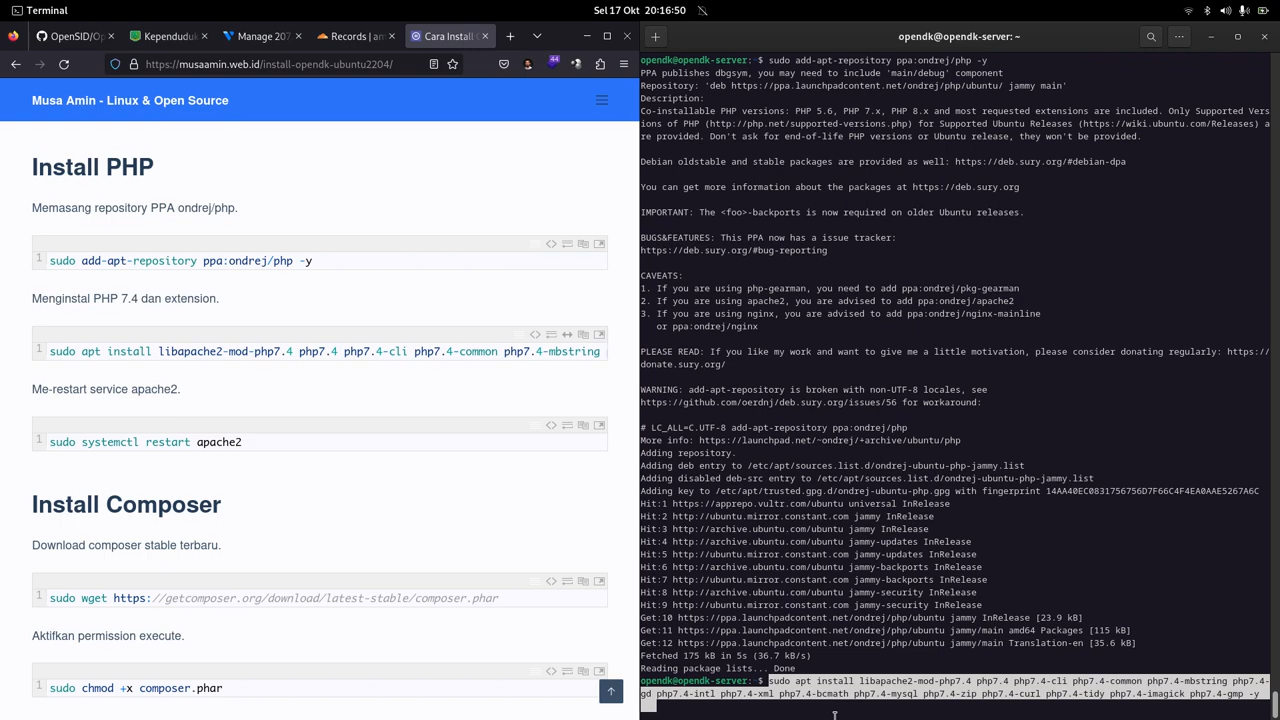 Terminal
Sel 17 Okt 20:16:50
OpenSID/Op
Kependuduk
Manage 207
Records | am
Cara Install O
https://musaamin.web.id/install-opendk-ubuntu2204/
Musa Amin - Linux & Open Source
Install PHP
Memasang repository PPA ondrej/php.
1 sudo add-apt-repository ppa:ondrej/php -y
Menginstal PHP 7.4 dan extension.
1 sudo apt install libapache2-mod-php7.4 php7.4 php7.4-cli php7.4-common php7.4-mbstring
Me-restart service apache2.
1 sudo systemctl restart apache2
Install Composer
Download composer stable terbaru.
1 sudo wget https://getcomposer.org/download/latest-stable/composer.phar
Aktifkan permission execute.
1 sudo chmod +x composer.phar
opendk@opendk-server: ~
opendk@opendk-server:~$ sudo add-apt-repository ppa:ondrej/php -y
PPA publishes dbgsym, you may need to include 'main/debug' component
Repository: 'deb https://ppa.launchpadcontent.net/ondrej/php/ubuntu/ jammy main'
Description:
Co-installable PHP versions: PHP 5.6, PHP 7.x, PHP 8.x and most requested extensions are included. Only Supported Vers
ions of PHP (http://php.net/supported-versions.php) for Supported Ubuntu Releases (https://wiki.ubuntu.com/Releases) a
re provided. Don't ask for end-of-life PHP versions or Ubuntu release, they won't be provided.
Debian oldstable and stable packages are provided as well: https://deb.sury.org/#debian-dpa
You can get more information about the packages at https://deb.sury.org
IMPORTANT: The <foo>-backports is now required on older Ubuntu releases.
BUGS&FEATURES: This PPA now has a issue tracker:
https://deb.sury.org/#bug-reporting
CAVEATS:
1. If you are using php-gearman, you need to add ppa:ondrej/pkg-gearman
2. If you are using apache2, you are advised to add ppa:ondrej/apache2
3. If you are using nginx, you are advised to add ppa:ondrej/nginx-mainline
or ppa:ondrej/nginx
PLEASE READ: If you like my work and want to give me a little motivation, please consider donating regularly: https://
donate.sury.org/
WARNING: add-apt-repository is broken with non-UTF-8 locales, see
https://github.com/oerdnj/deb.sury.org/issues/56 for workaround:
# LC_ALL=C.UTF-8 add-apt-repository ppa:ondrej/php
More info: https://launchpad.net/~ondrej/+archive/ubuntu/php
Adding repository.
Adding deb entry to /etc/apt/sources.list.d/ondrej-ubuntu-php-jammy.list
Adding disabled deb-src entry to /etc/apt/sources.list.d/ondrej-ubuntu-php-jammy.list
Adding key to /etc/apt/trusted.gpg.d/ondrej-ubuntu-php.gpg with fingerprint 14AA40EC0831756756D7F66C4F4EA0AAE5267A6C
Hit:1 https://apprepo.vultr.com/ubuntu universal InRelease
Hit:2 http://ubuntu.mirror.constant.com jammy InRelease
Hit:3 http://archive.ubuntu.com/ubuntu jammy InRelease
Hit:4 http://archive.ubuntu.com/ubuntu jammy-updates InRelease
Hit:5 http://ubuntu.mirror.constant.com jammy-updates InRelease
Hit:6 http://archive.ubuntu.com/ubuntu jammy-backports InRelease
Hit:7 http://ubuntu.mirror.constant.com jammy-backports InRelease
Hit:8 http://archive.ubuntu.com/ubuntu jammy-security InRelease
Hit:9 http://ubuntu.mirror.constant.com jammy-security InRelease
Get:10 https://ppa.launchpadcontent.net/ondrej/php/ubuntu jammy InRelease [23.9 kB]
Get:11 https://ppa.launchpadcontent.net/ondrej/php/ubuntu jammy/main amd64 Packages [115 kB]
Get:12 https://ppa.launchpadcontent.net/ondrej/php/ubuntu jammy/main Translation-en [35.6 kB]
Fetched 175 kB in 5s (36.7 kB/s)
Reading package lists... Done
opendk@opendk-server:~$ sudo apt install libapache2-mod-php7.4 php7.4 php7.4-cli php7.4-common php7.4-mbstring php7.4-
gd php7.4-intl php7.4-xml php7.4-bcmath php7.4-mysql php7.4-zip php7.4-curl php7.4-tidy php7.4-imagick php7.4-gmp -y